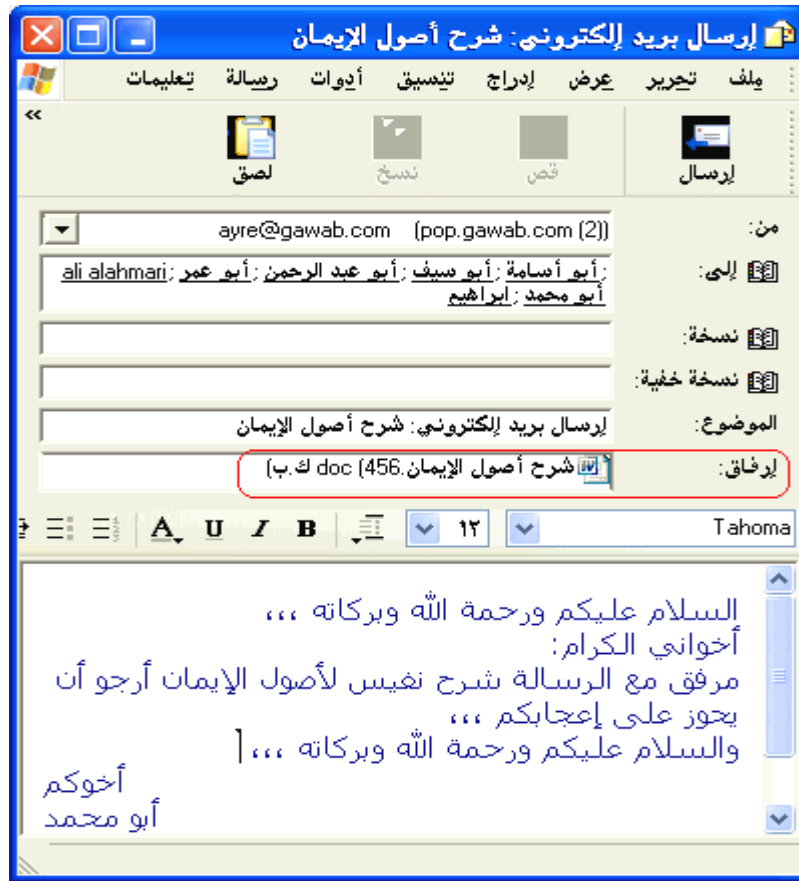 إرسال بريد إلكتروني: شرح أصول الإيمان
ملف تحرير عرض إدراج تنسيق أدوات رسالة تعليمات
إرسال قص نسخ لصق »
من: ayre@gawab.com (pop.gawab.com (2))
إلى: ; أبو أسامة ; أبو سيف ; أبو عبد الرحمن ; أبو عمر ; ali alahmari
أبو محمد ; ابراهيم
نسخة:
نسخة خفية:
الموضوع: إرسال بريد إلكتروني: شرح أصول الإيمان
إرفاق: شرح أصول الإيمان.doc (456 ك.ب)
Tahoma ١٢ B I U A
السلام عليكم ورحمة الله وبركاته ،،،
أخواني الكرام:
مرفق مع الرسالة شرح نفيس لأصول الإيمان أرجو أن
يحوز على إعجابكم ،،،
والسلام عليكم ورحمة الله وبركاته ،،،
أخوكم
أبو محمد